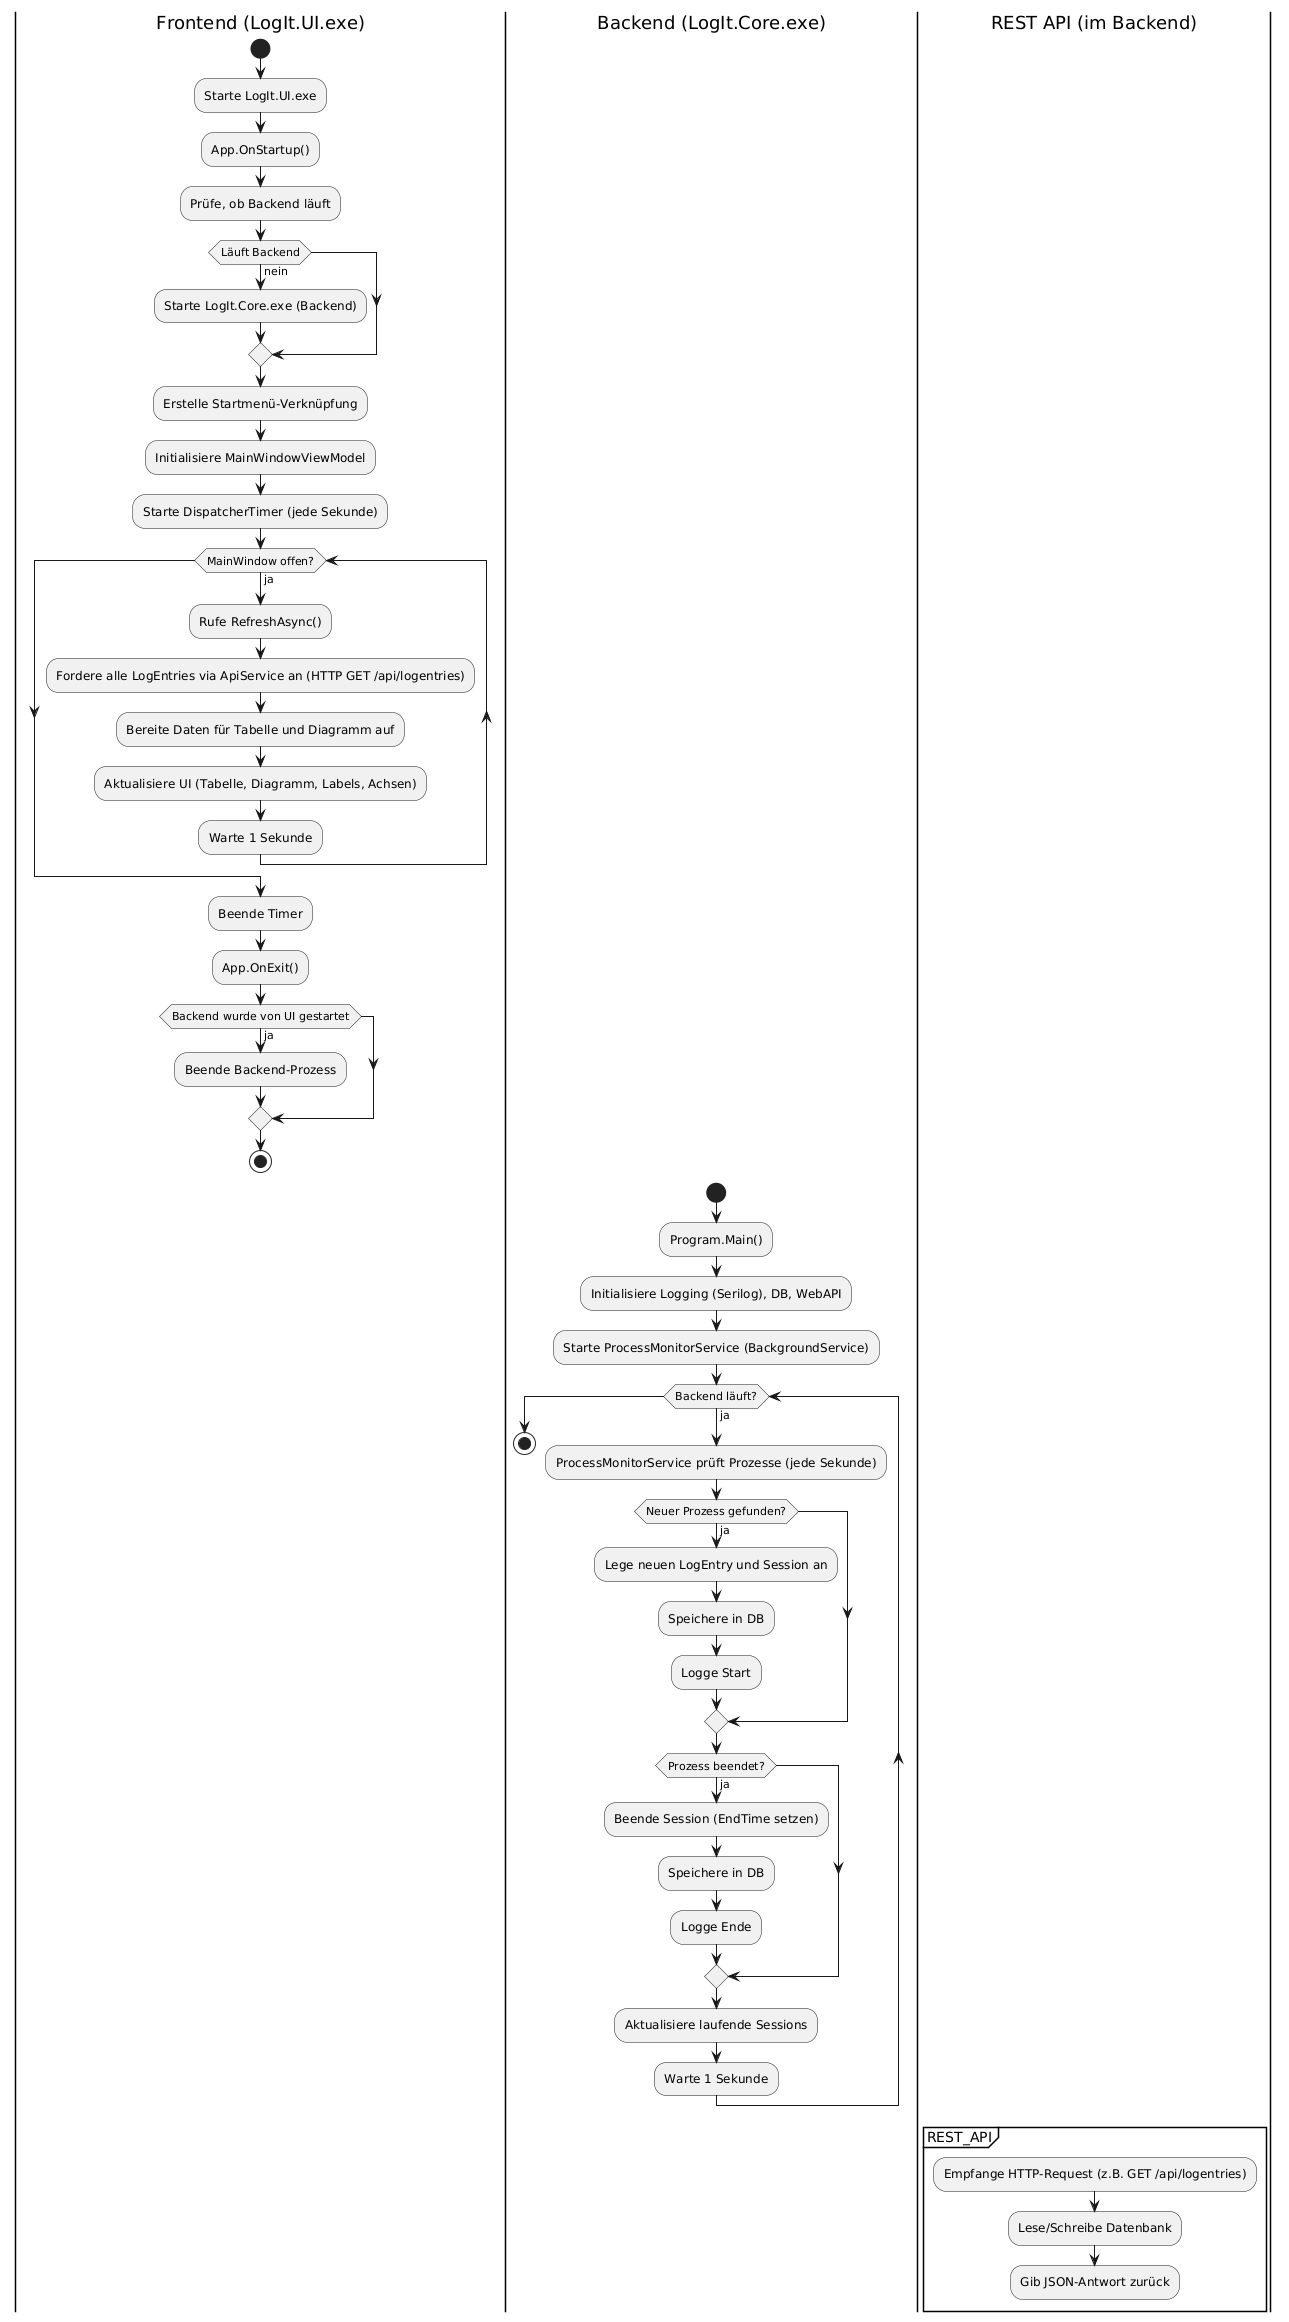 Frontend (LogIt.UI.exe)
Backend (LogIt.Core.exe)
REST API (im Backend)
Starte LogIt.UI.exe
App.OnStartup()
Prüfe, ob Backend läuft
Läuft Backend
nein
Starte LogIt.Core.exe (Backend)
Erstelle Startmenü-Verknüpfung
Initialisiere MainWindowViewModel
Starte DispatcherTimer (jede Sekunde)
MainWindow offen?
ja
Rufe RefreshAsync()
Fordere alle LogEntries via ApiService an (HTTP GET /api/logentries)
Bereite Daten für Tabelle und Diagramm auf
Aktualisiere UI (Tabelle, Diagramm, Labels, Achsen)
Warte 1 Sekunde
Beende Timer
App.OnExit()
Backend wurde von UI gestartet
ja
Beende Backend-Prozess
Program.Main()
Initialisiere Logging (Serilog), DB, WebAPI
Starte ProcessMonitorService (BackgroundService)
Backend läuft?
ja
ProcessMonitorService prüft Prozesse (jede Sekunde)
Neuer Prozess gefunden?
ja
Lege neuen LogEntry und Session an
Speichere in DB
Logge Start
Prozess beendet?
ja
Beende Session (EndTime setzen)
Speichere in DB
Logge Ende
Aktualisiere laufende Sessions
Warte 1 Sekunde
REST_API
Empfange HTTP-Request (z.B. GET /api/logentries)
Lese/Schreibe Datenbank
Gib JSON-Antwort zurück